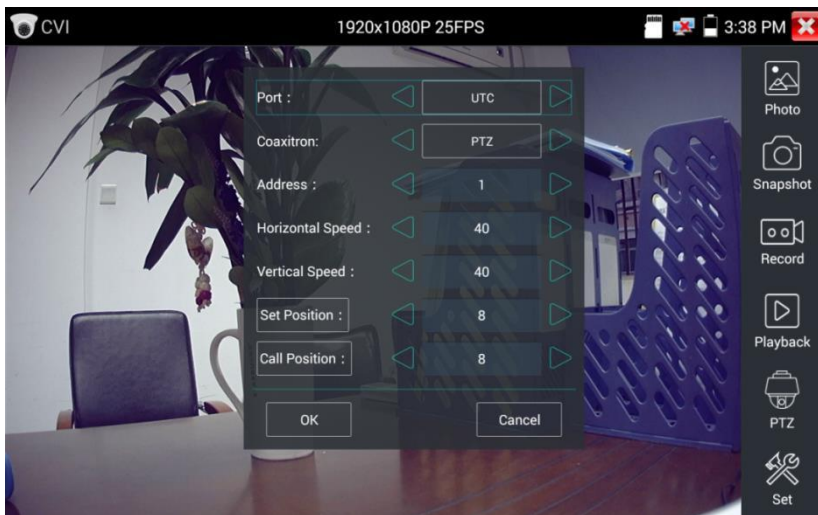 CVI 1920x1080P 25FPS 3:38 PM
Port : UTC
Coaxitron: PTZ
Address : 1
Horizontal Speed : 40
Vertical Speed : 40
Set Position : 8
Call Position : 8
OK Cancel
Photo
Snapshot
Record
Playback
PTZ
Set